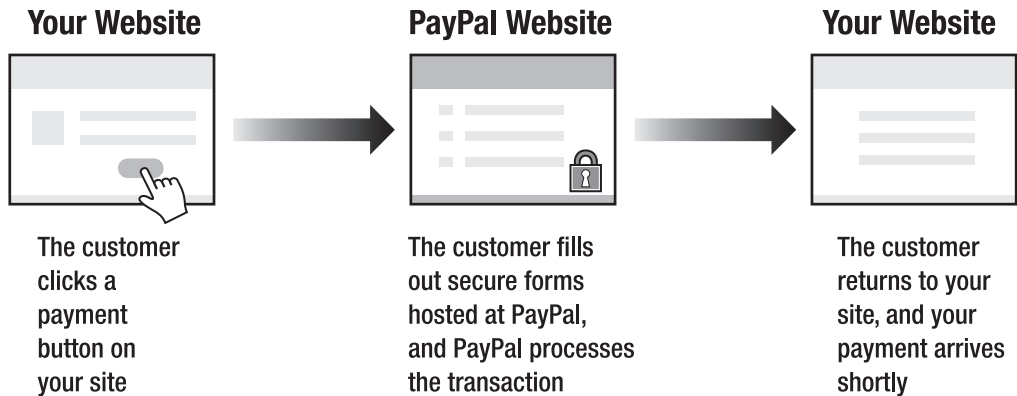 Your Website
The customer
clicks a
payment
button on
your site
PayPal Website
The customer fills
out secure forms
hosted at PayPal,
and PayPal processes
the transaction
Your Website
The customer
returns to your
site, and your
payment arrives
shortly